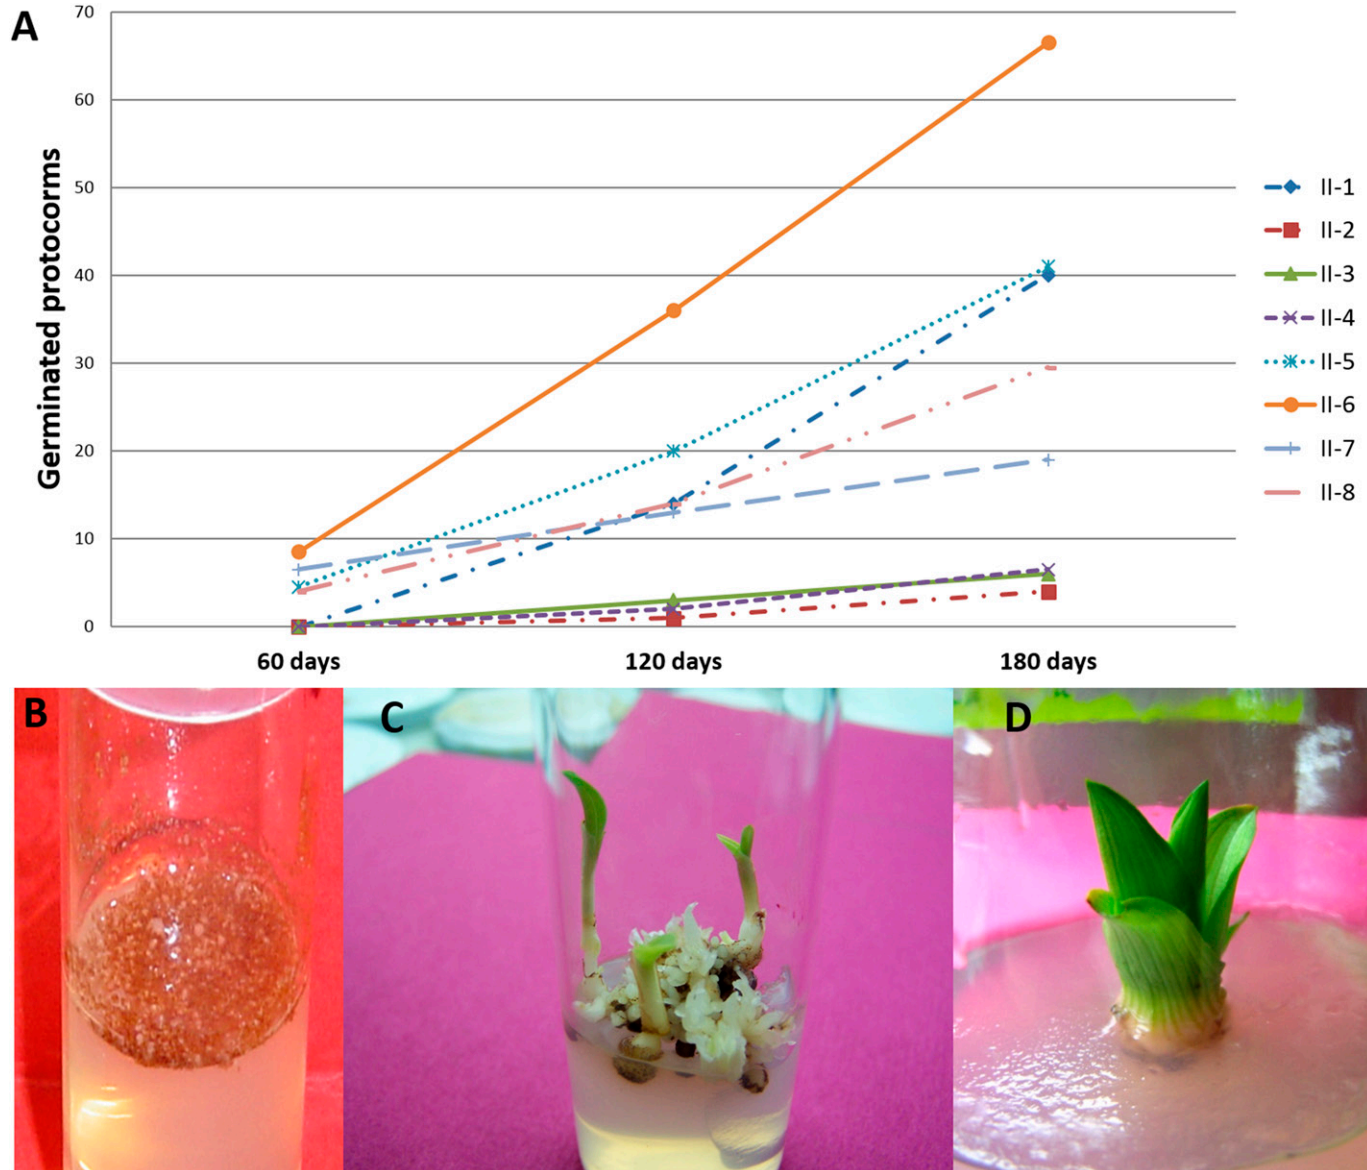 A
70
60
50
40
30
20
10
0
Germinated protocorms
60 days 120 days 180 days
II-1
II-2
II-3
II-4
II-5
II-6
II-7
II-8
B
C
D